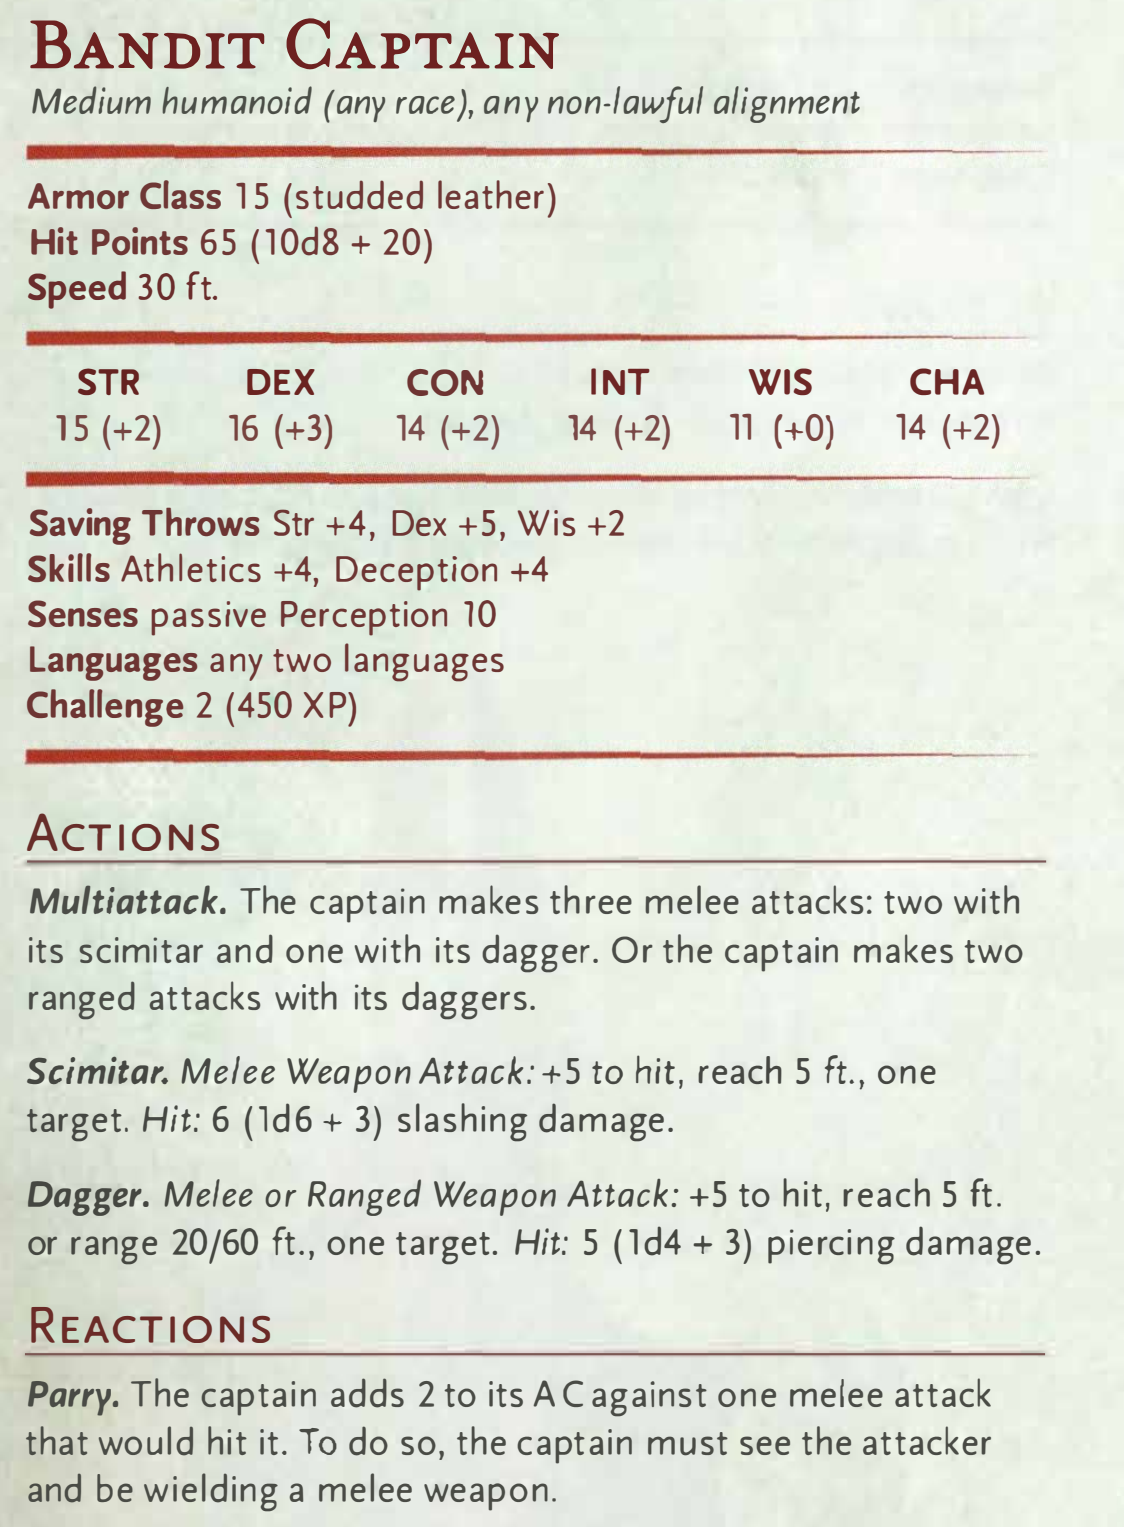 BANDIT CAPTAIN
Medium humanoid (any race), any non-lawful alignment
Armor Class 15 (studded leather)
Hit Points 65 (10d8 + 20)
Speed 30 ft.
STR DEX CON INT WIS CHA
15 (+2) 16 (+3) 14 (+2) 14 (+2) 11 (+0) 14 (+2)
Saving Throws Str +4, Dex +5, Wis +2
Skills Athletics +4, Deception +4
Senses passive Perception 10
Languages any two languages
Challenge 2 (450 XP)
ACTIONS
Multiattack. The captain makes three melee attacks: two with
its scimitar and one with its dagger. Or the captain makes two
ranged attacks with its daggers.
Scimitar. Melee Weapon Attack: +5 to hit, reach 5 ft., one
target. Hit: 6 (1d6 + 3) slashing damage.
Dagger. Melee or Ranged Weapon Attack: +5 to hit, reach 5 ft.
or range 20/60 ft., one target. Hit: 5 (1d4 + 3) piercing damage.
REACTIONS
Parry. The captain adds 2 to its AC against one melee attack
that would hit it. To do so, the captain must see the attacker
and be wielding a melee weapon.